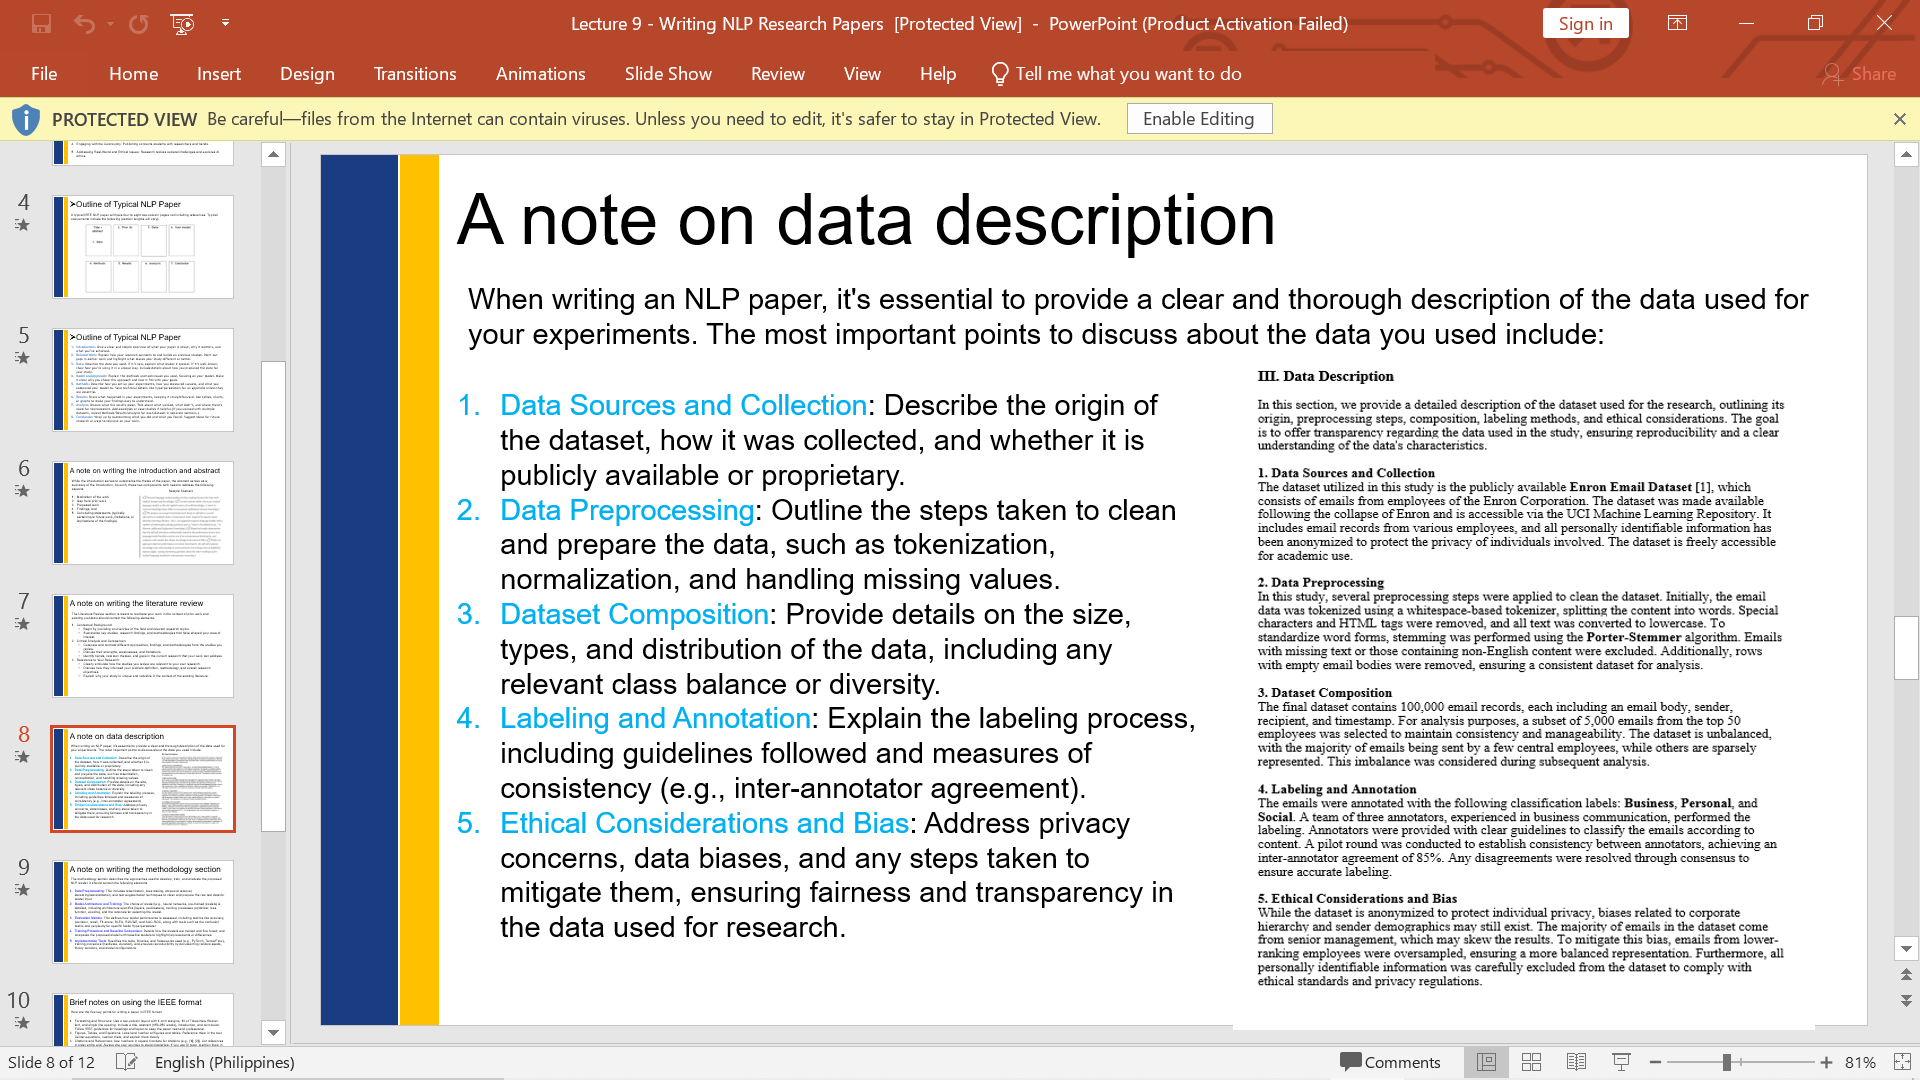 Lecture 9 - Writing NLP Research Papers [Protected View] - PowerPoint (Product Activation Failed)
Sign in
File Home Insert Design Transitions Animations Slide Show Review View Help Tell me what you want to do Share
PROTECTED VIEW Be careful—files from the Internet can contain viruses. Unless you need to edit, it's safer to stay in Protected View. Enable Editing
4
➢Outline of Typical NLP Paper
5
➢Outline of Typical NLP Paper
6
A note on writing the introduction and abstract
7
A note on writing the literature review
8
A note on data description
9
A note on writing the methodology section
10
Brief notes on using the IEEE format
A note on data description
When writing an NLP paper, it's essential to provide a clear and thorough description of the data used for
your experiments. The most important points to discuss about the data you used include:
1. Data Sources and Collection: Describe the origin of
the dataset, how it was collected, and whether it is
publicly available or proprietary.
2. Data Preprocessing: Outline the steps taken to clean
and prepare the data, such as tokenization,
normalization, and handling missing values.
3. Dataset Composition: Provide details on the size,
types, and distribution of the data, including any
relevant class balance or diversity.
4. Labeling and Annotation: Explain the labeling process,
including guidelines followed and measures of
consistency (e.g., inter-annotator agreement).
5. Ethical Considerations and Bias: Address privacy
concerns, data biases, and any steps taken to
mitigate them, ensuring fairness and transparency in
the data used for research.
III. Data Description
In this section, we provide a detailed description of the dataset used for the research, outlining its
origin, preprocessing steps, composition, labeling methods, and ethical considerations. The goal
is to offer transparency regarding the data used in the study, ensuring reproducibility and a clear
understanding of the data's characteristics.
1. Data Sources and Collection
The dataset utilized in this study is the publicly available Enron Email Dataset [1], which
consists of emails from employees of the Enron Corporation. The dataset was made available
following the collapse of Enron and is accessible via the UCI Machine Learning Repository. It
includes email records from various employees, and all personally identifiable information has
been anonymized to protect the privacy of individuals involved. The dataset is freely accessible
for academic use.
2. Data Preprocessing
In this study, several preprocessing steps were applied to clean the dataset. Initially, the email
data was tokenized using a whitespace-based tokenizer, splitting the content into words. Special
characters and HTML tags were removed, and all text was converted to lowercase. To
standardize word forms, stemming was performed using the Porter-Stemmer algorithm. Emails
with missing text or those containing non-English content were excluded. Additionally, rows
with empty email bodies were removed, ensuring a consistent dataset for analysis.
3. Dataset Composition
The final dataset contains 100,000 email records, each including an email body, sender,
recipient, and timestamp. For analysis purposes, a subset of 5,000 emails from the top 50
employees was selected to maintain consistency and manageability. The dataset is unbalanced,
with the majority of emails being sent by a few central employees, while others are sparsely
represented. This imbalance was considered during subsequent analysis.
4. Labeling and Annotation
The emails were annotated with the following classification labels: Business, Personal, and
Social. A team of three annotators, experienced in business communication, performed the
labeling. Annotators were provided with clear guidelines to classify the emails according to
content. A pilot round was conducted to establish consistency between annotators, achieving an
inter-annotator agreement of 85%. Any disagreements were resolved through consensus to
ensure accurate labeling.
5. Ethical Considerations and Bias
While the dataset is anonymized to protect individual privacy, biases related to corporate
hierarchy and sender demographics may still exist. The majority of emails in the dataset come
from senior management, which may skew the results. To mitigate this bias, emails from lower-
ranking employees were oversampled, ensuring a more balanced representation. Furthermore, all
personally identifiable information was carefully excluded from the dataset to comply with
ethical standards and privacy regulations.
Slide 8 of 12 English (Philippines) Comments 81%